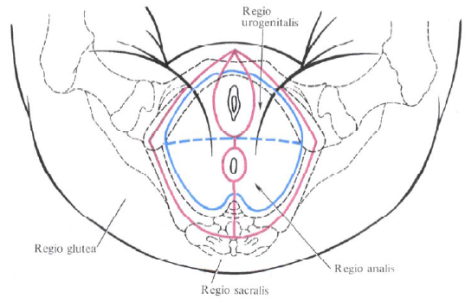 Regio
urogenitalis
Regio glutea
Regio analis
Regio sacralis